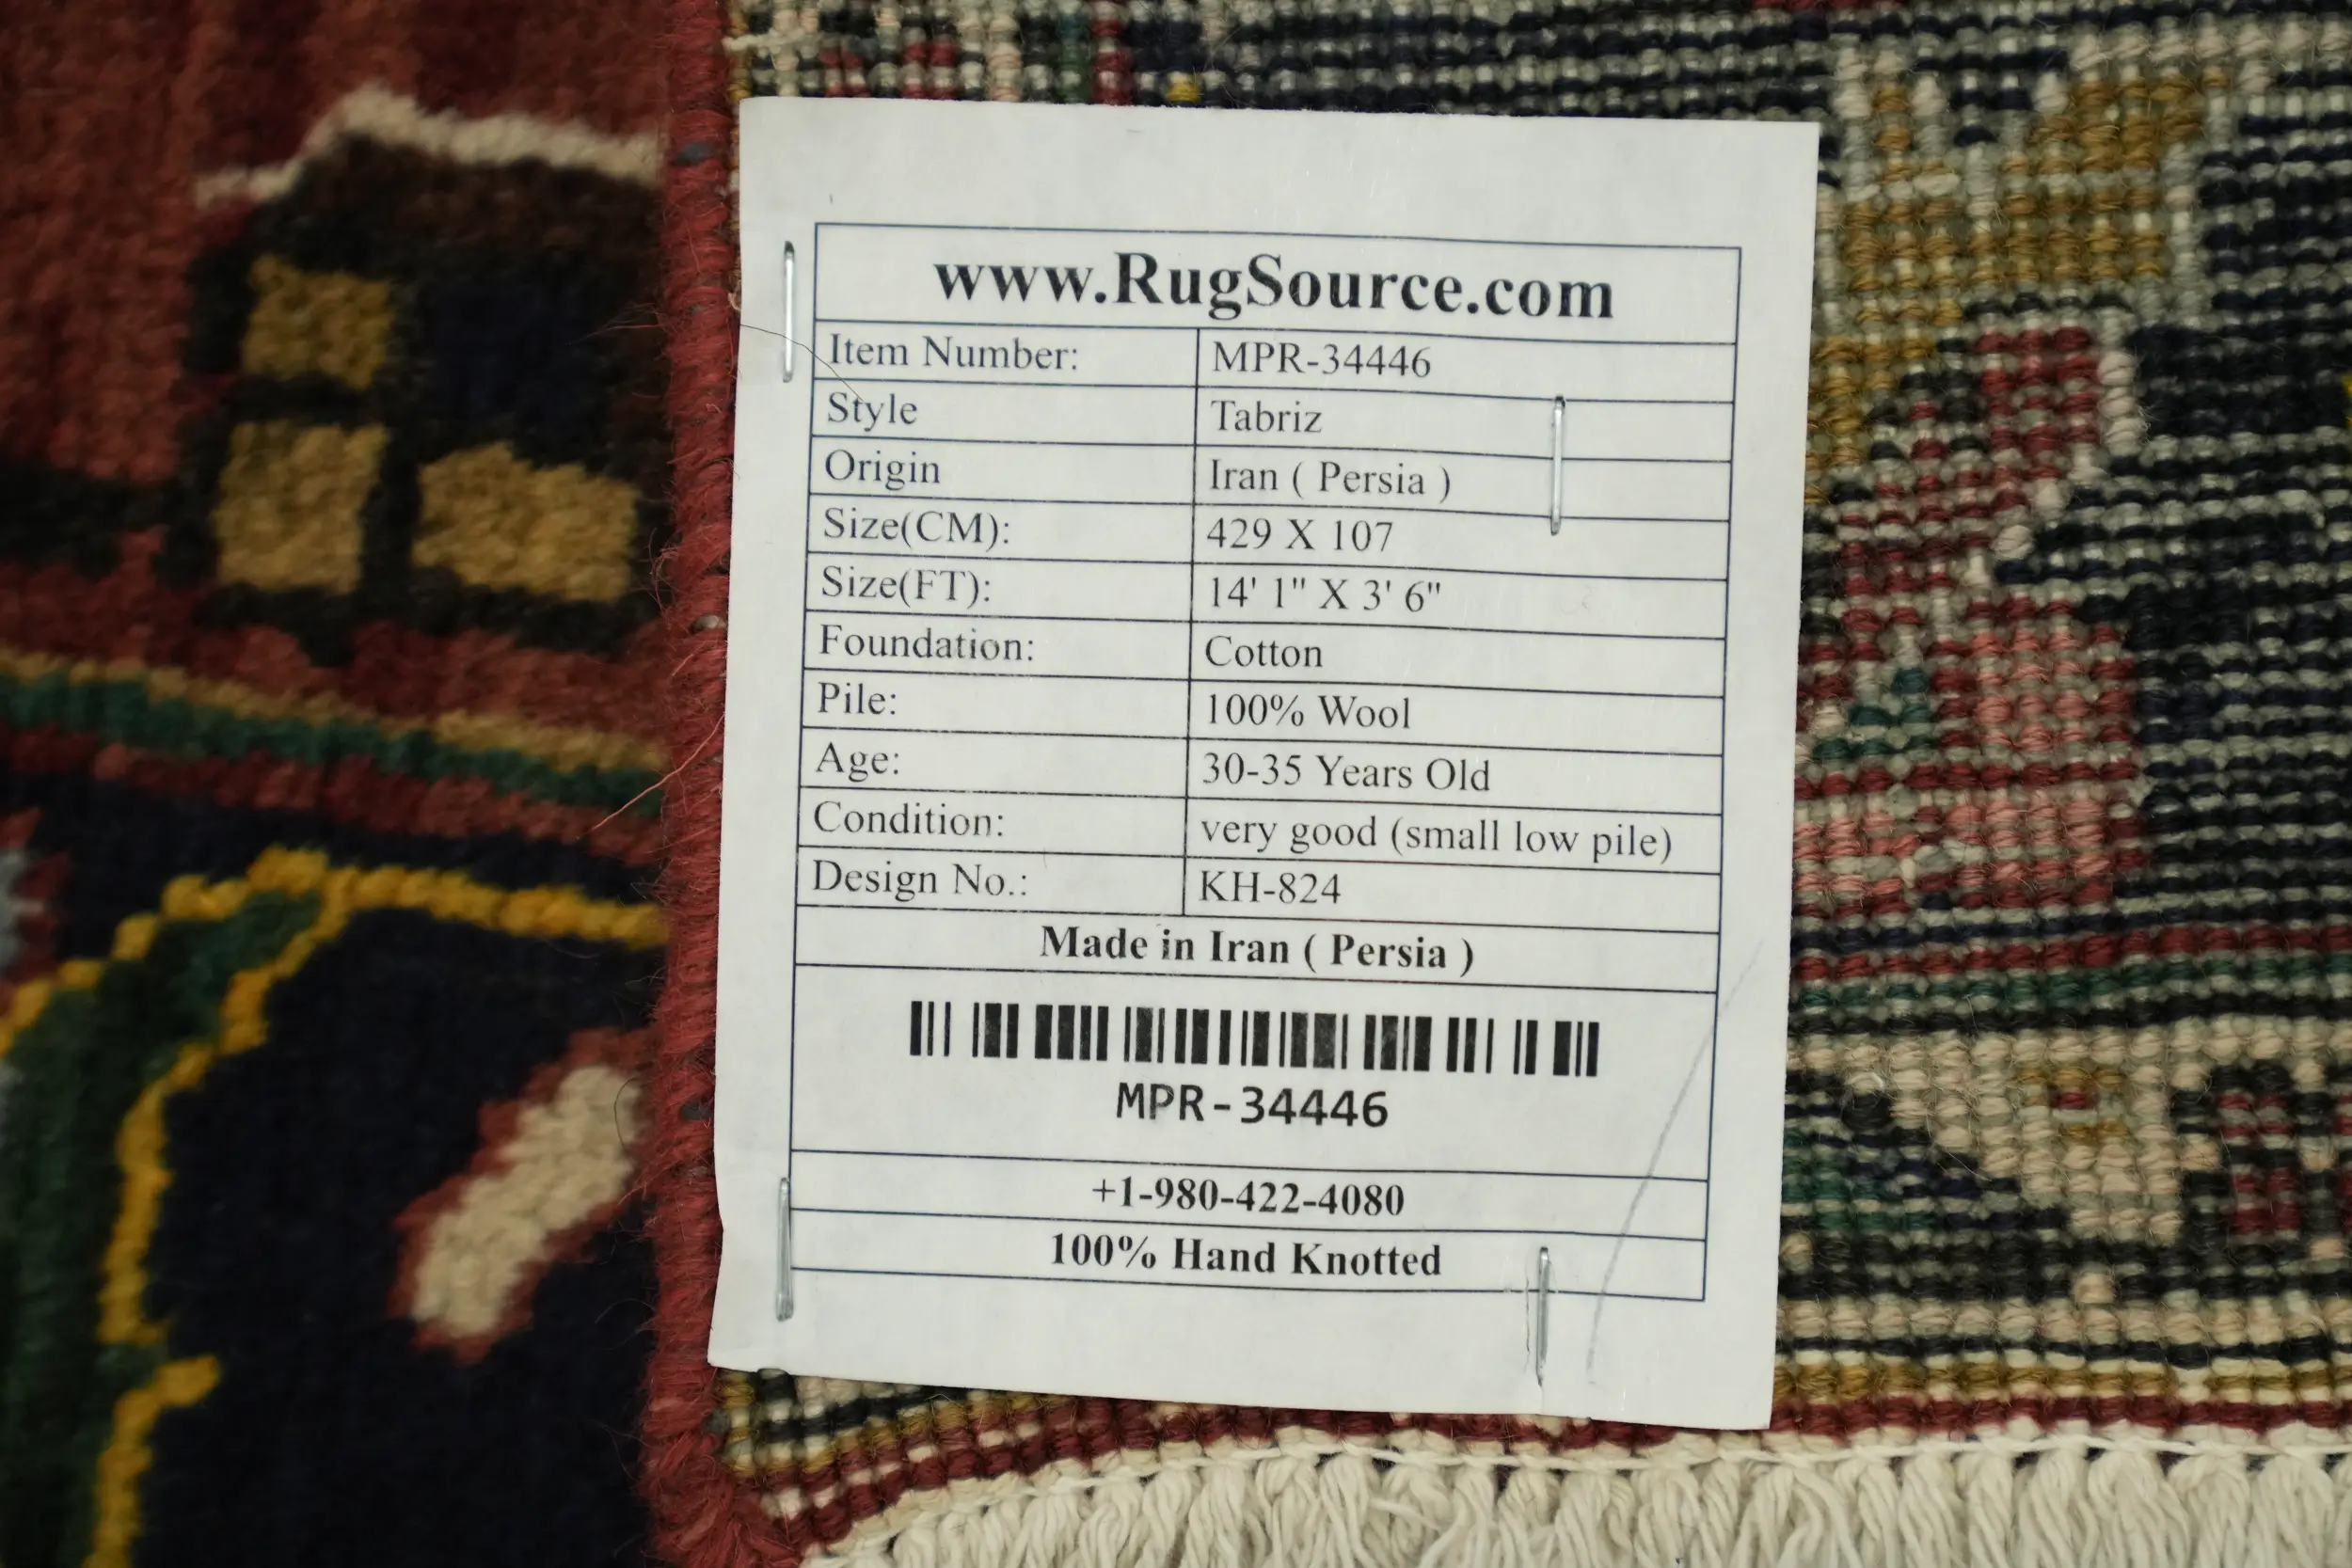 www.RugSource.com
Item Number: MPR-34446
Style Tabriz
Origin Iran ( Persia )
Size(CM): 429 X 107
Size(FT): 14' 1" X 3' 6"
Foundation: Cotton
Pile: 100% Wool
Age: 30-35 Years Old
Condition: very good (small low pile)
Design No.: KH-824
Made in Iran ( Persia )
MPR-34446
+1-980-422-4080
100% Hand Knotted